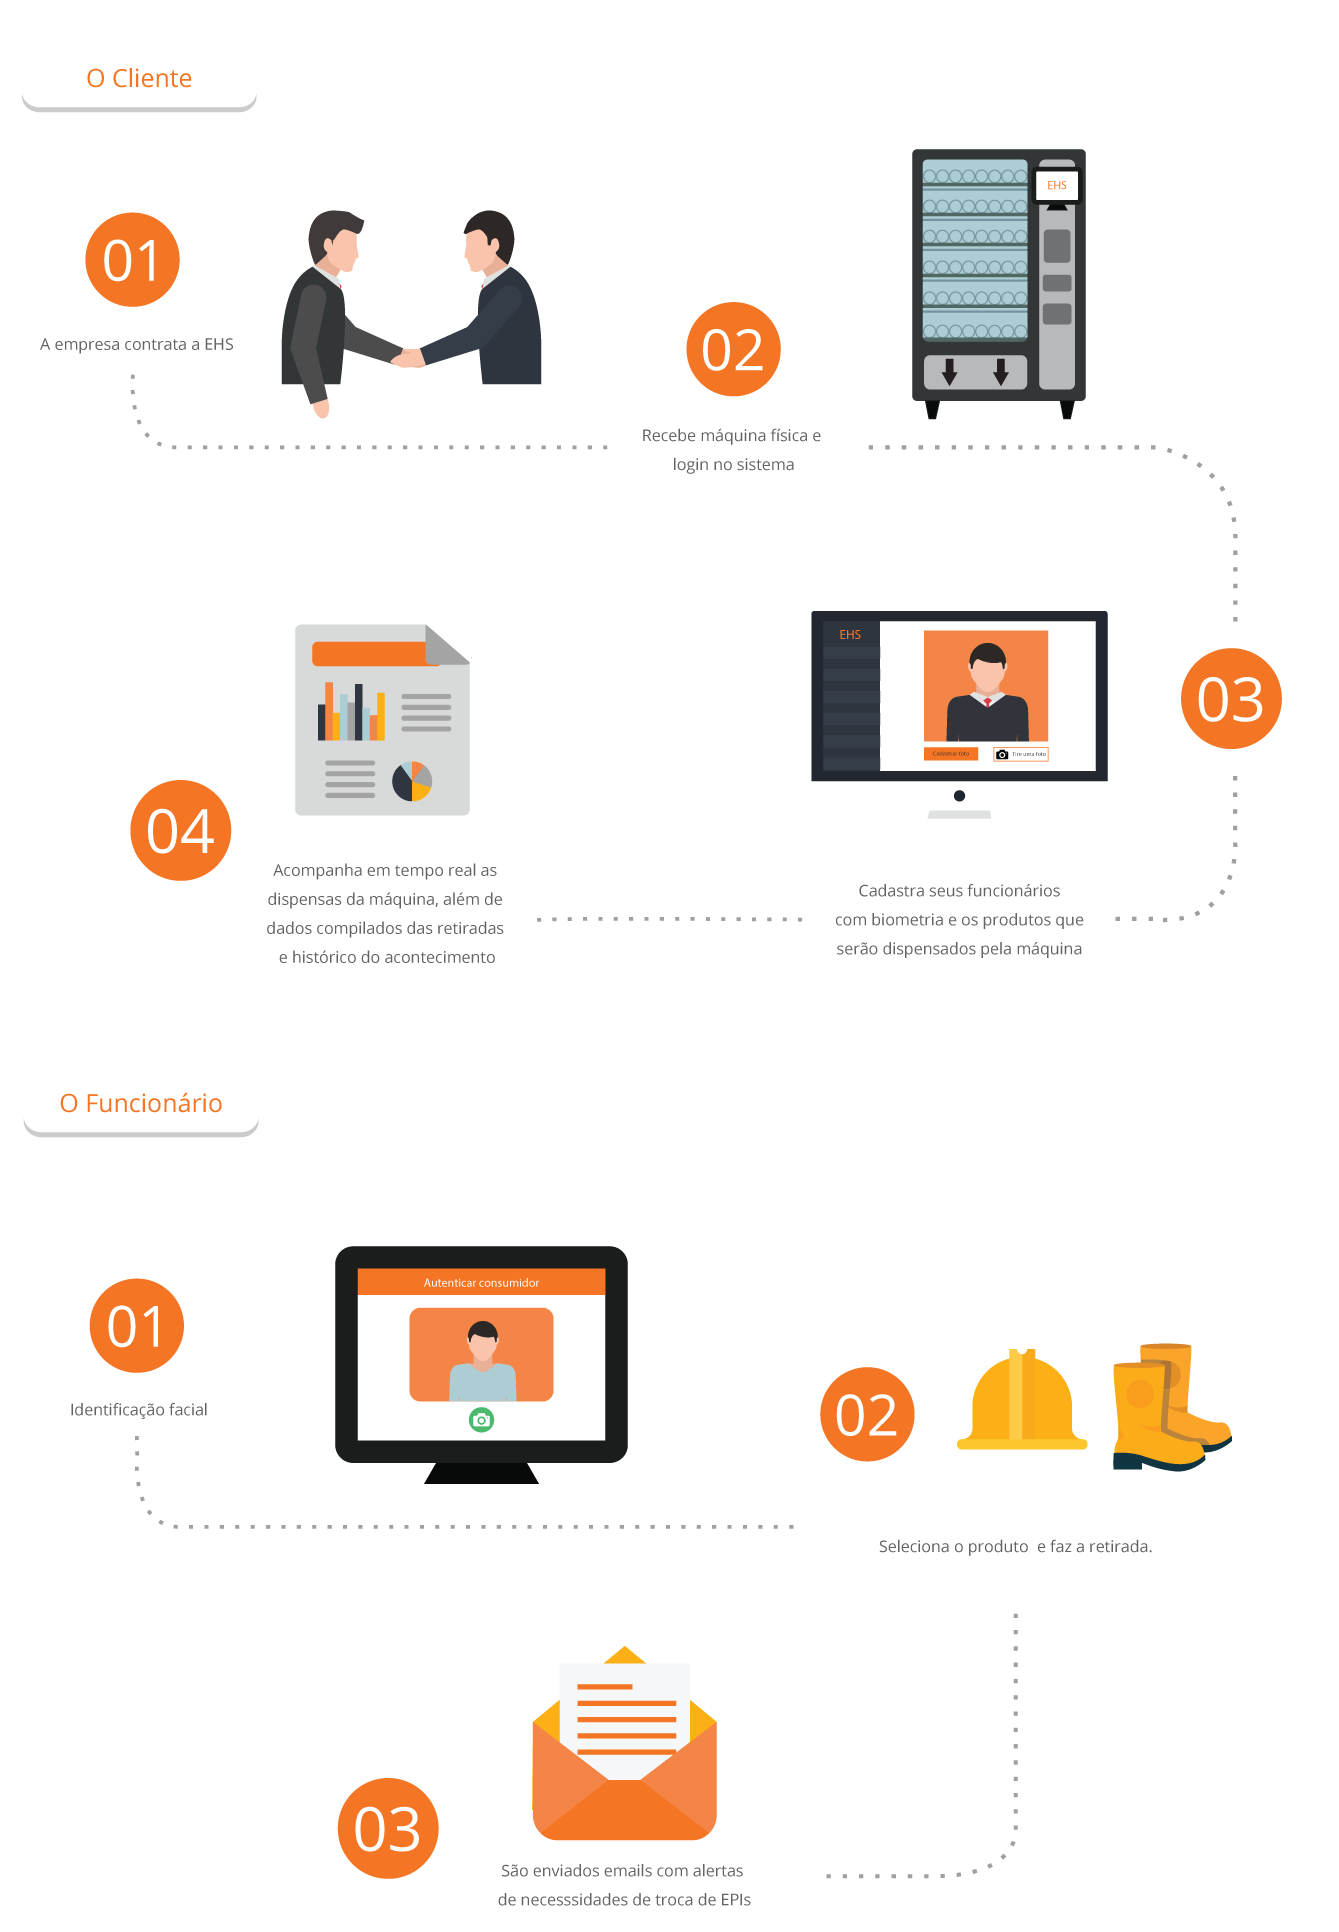 O Cliente
01
A empresa contrata a EHS
EHS
02
Recebe máquina física e
login no sistema
03
EHS
Cadastrar foto
Tire uma foto
Cadastra seus funcionários
com biometria e os produtos que
serão dispensados pela máquina
04
Acompanha em tempo real as
dispensas da máquina, além de
dados compilados das retiradas
e histórico do acontecimento
O Funcionário
01
Identificação facial
Autenticar consumidor
02
Seleciona o produto e faz a retirada.
03
São enviados emails com alertas
de necesssidades de troca de EPIs